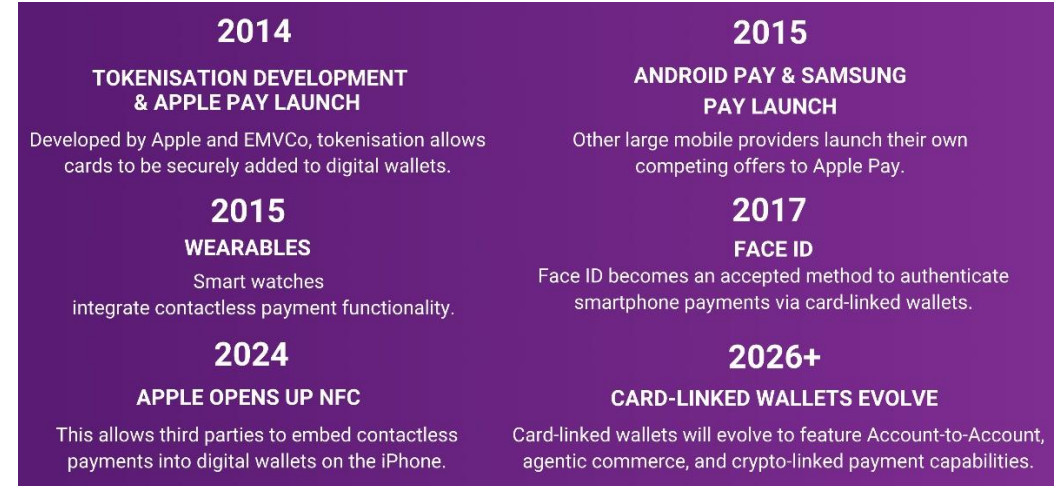 2014
TOKENISATION DEVELOPMENT
& APPLE PAY LAUNCH
Developed by Apple and EMVCo, tokenisation allows
cards to be securely added to digital wallets.
2015
ANDROID PAY & SAMSUNG
PAY LAUNCH
Other large mobile providers launch their own
competing offers to Apple Pay.
2015
WEARABLES
Smart watches
integrate contactless payment functionality.
2017
FACE ID
Face ID becomes an accepted method to authenticate
smartphone payments via card-linked wallets.
2024
APPLE OPENS UP NFC
This allows third parties to embed contactless
payments into digital wallets on the iPhone.
2026+
CARD-LINKED WALLETS EVOLVE
Card-linked wallets will evolve to feature Account-to-Account,
agentic commerce, and crypto-linked payment capabilities.